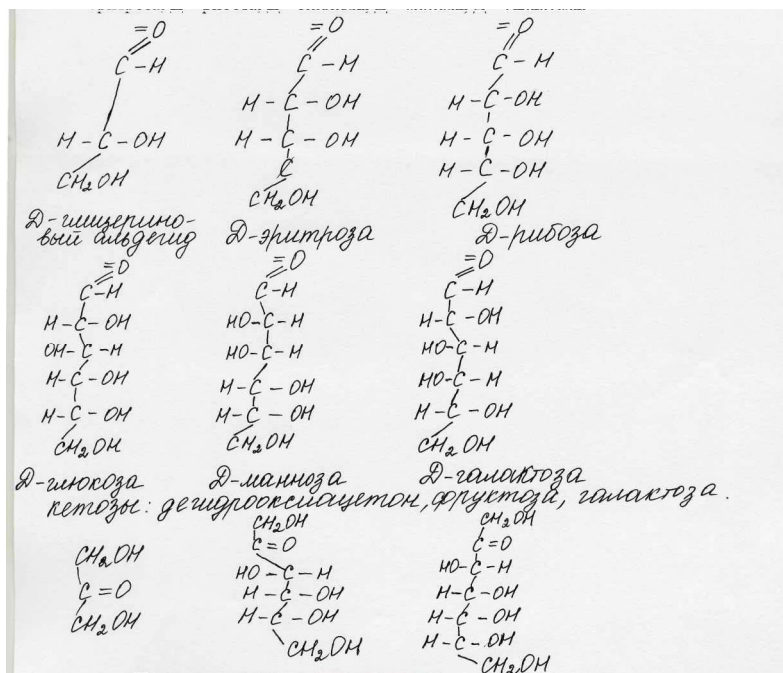 =O =O =O
C-H C-H C-H
H-C-OH H-C-OH
H-C-OH H-C-OH H-C-OH
C H-C-OH
CH2OH CH2OH CH2OH
Д-глицерино-
вый альдегид Д-эритроза Д-рибоза
=O =O =O
C-H C-H C-H
H-C-OH HO-C-H H-C-OH
OH-C-H HO-C-H HO-C-H
H-C-OH H-C-OH HO-C-H
H-C-OH H-C-OH H-C-OH
CH2OH CH2OH CH2OH
Д-глюкоза Д-манноза Д-галактоза
кетозы: дегидрооксиацетон, фруктоза, галактоза.
CH2OH CH2OH
CH2OH C=O C=O
C=O HO-C-H HO-C-H
CH2OH H-C-OH H-C-OH
H-C-OH H-C-OH
CH2OH H-C-OH
CH2OH